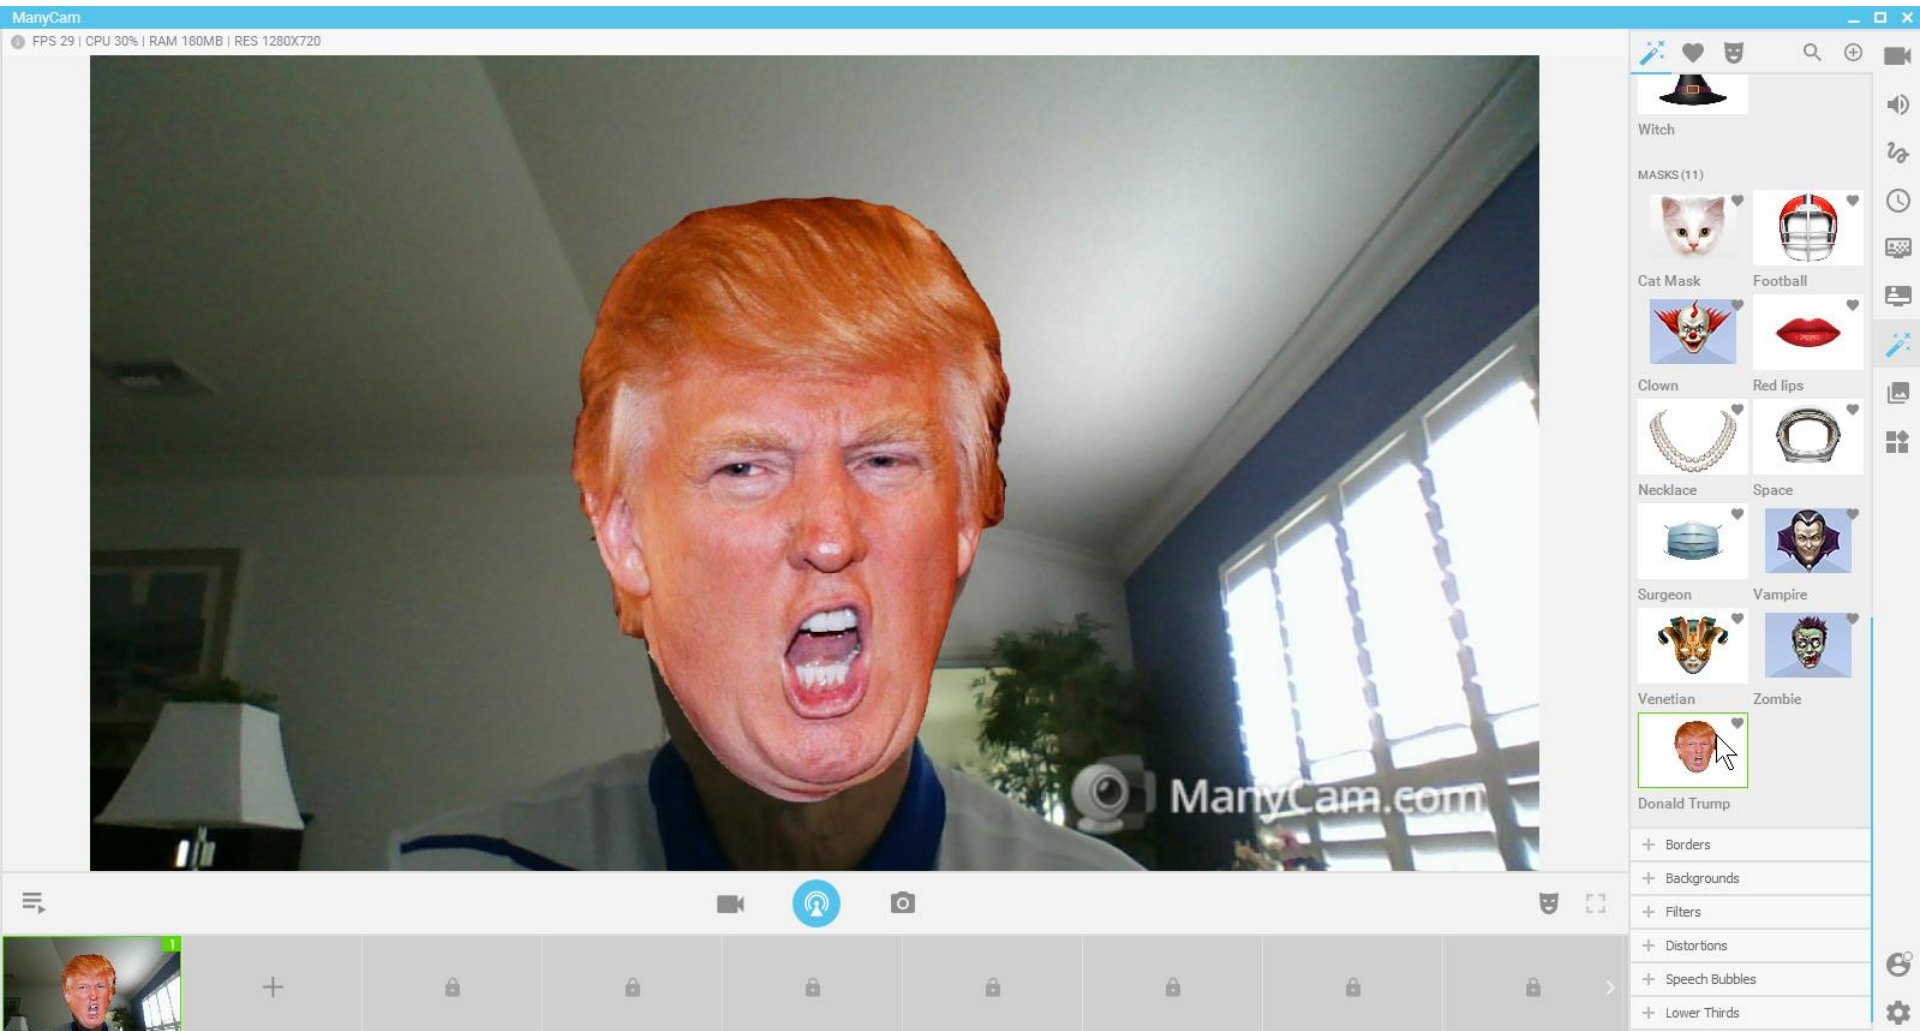 ManyCam
FPS 29 | CPU 30% | RAM 180MB | RES 1280X720
Witch
MASKS (11)
Cat Mask
Football
Clown
Red lips
Necklace
Space
Surgeon
Vampire
Venetian
Zombie
Donald Trump
ManyCam.com
Borders
Backgrounds
Filters
Distortions
Speech Bubbles
Lower Thirds
1